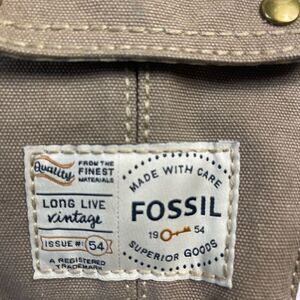 Quality FROM THE
FINEST
MATERIALS
LONG LIVE
vintage
ISSUE #: 54
A REGISTERED
TRADEMARK
MADE WITH CARE
FOSSIL
19 54
SUPERIOR GOODS